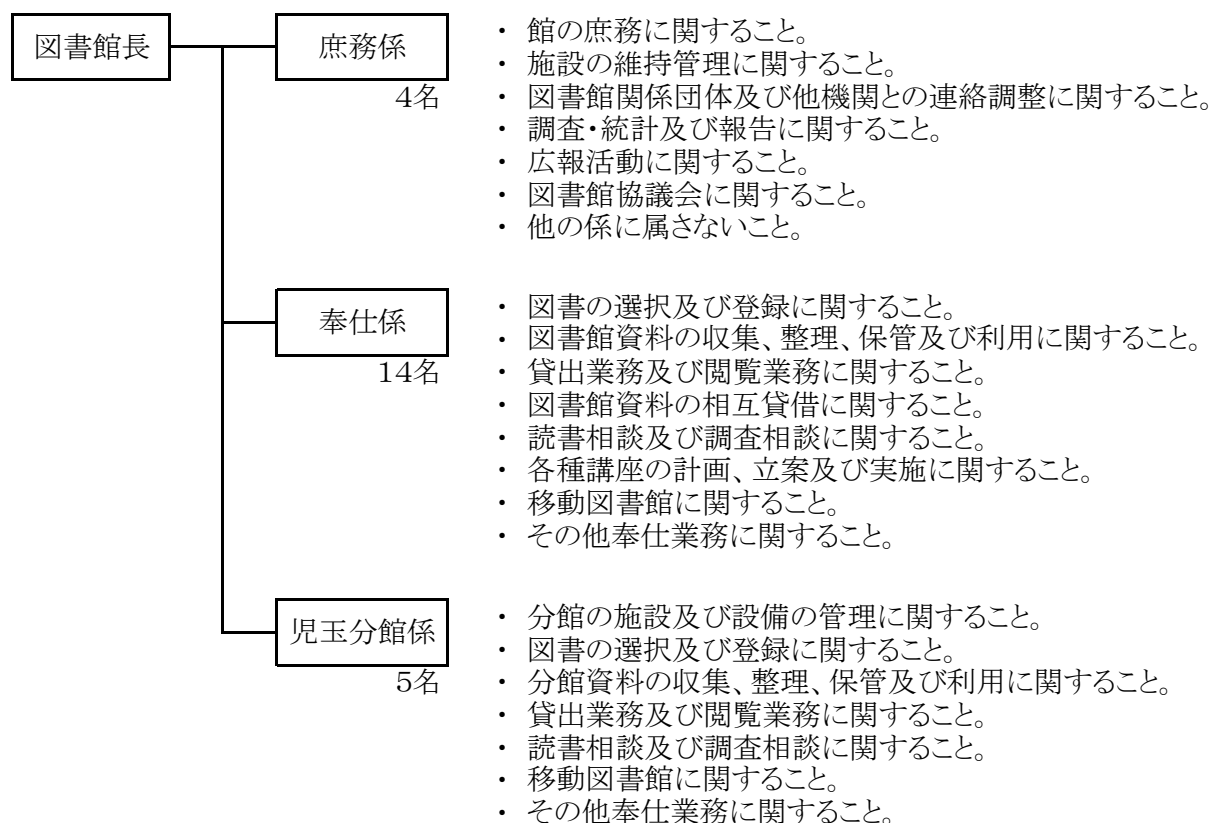 図書館長
庶務係
4名
・ 館の庶務に関すること。
・ 施設の維持管理に関すること。
・ 図書館関係団体及び他機関との連絡調整に関すること。
・ 調査・統計及び報告に関すること。
・ 広報活動に関すること。
・ 図書館協議会に関すること。
・ 他の係に属さないこと。
奉仕係
14名
・ 図書の選択及び登録に関すること。
・ 図書館資料の収集、整理、保管及び利用に関すること。
・ 貸出業務及び閲覧業務に関すること。
・ 図書館資料の相互貸借に関すること。
・ 読書相談及び調査相談に関すること。
・ 各種講座の計画、立案及び実施に関すること。
・ 移動図書館に関すること。
・ その他奉仕業務に関すること。
児玉分館係
5名
・ 分館の施設及び設備の管理に関すること。
・ 図書の選択及び登録に関すること。
・ 分館資料の収集、整理、保管及び利用に関すること。
・ 貸出業務及び閲覧業務に関すること。
・ 読書相談及び調査相談に関すること。
・ 移動図書館に関すること。
・ その他奉仕業務に関すること。